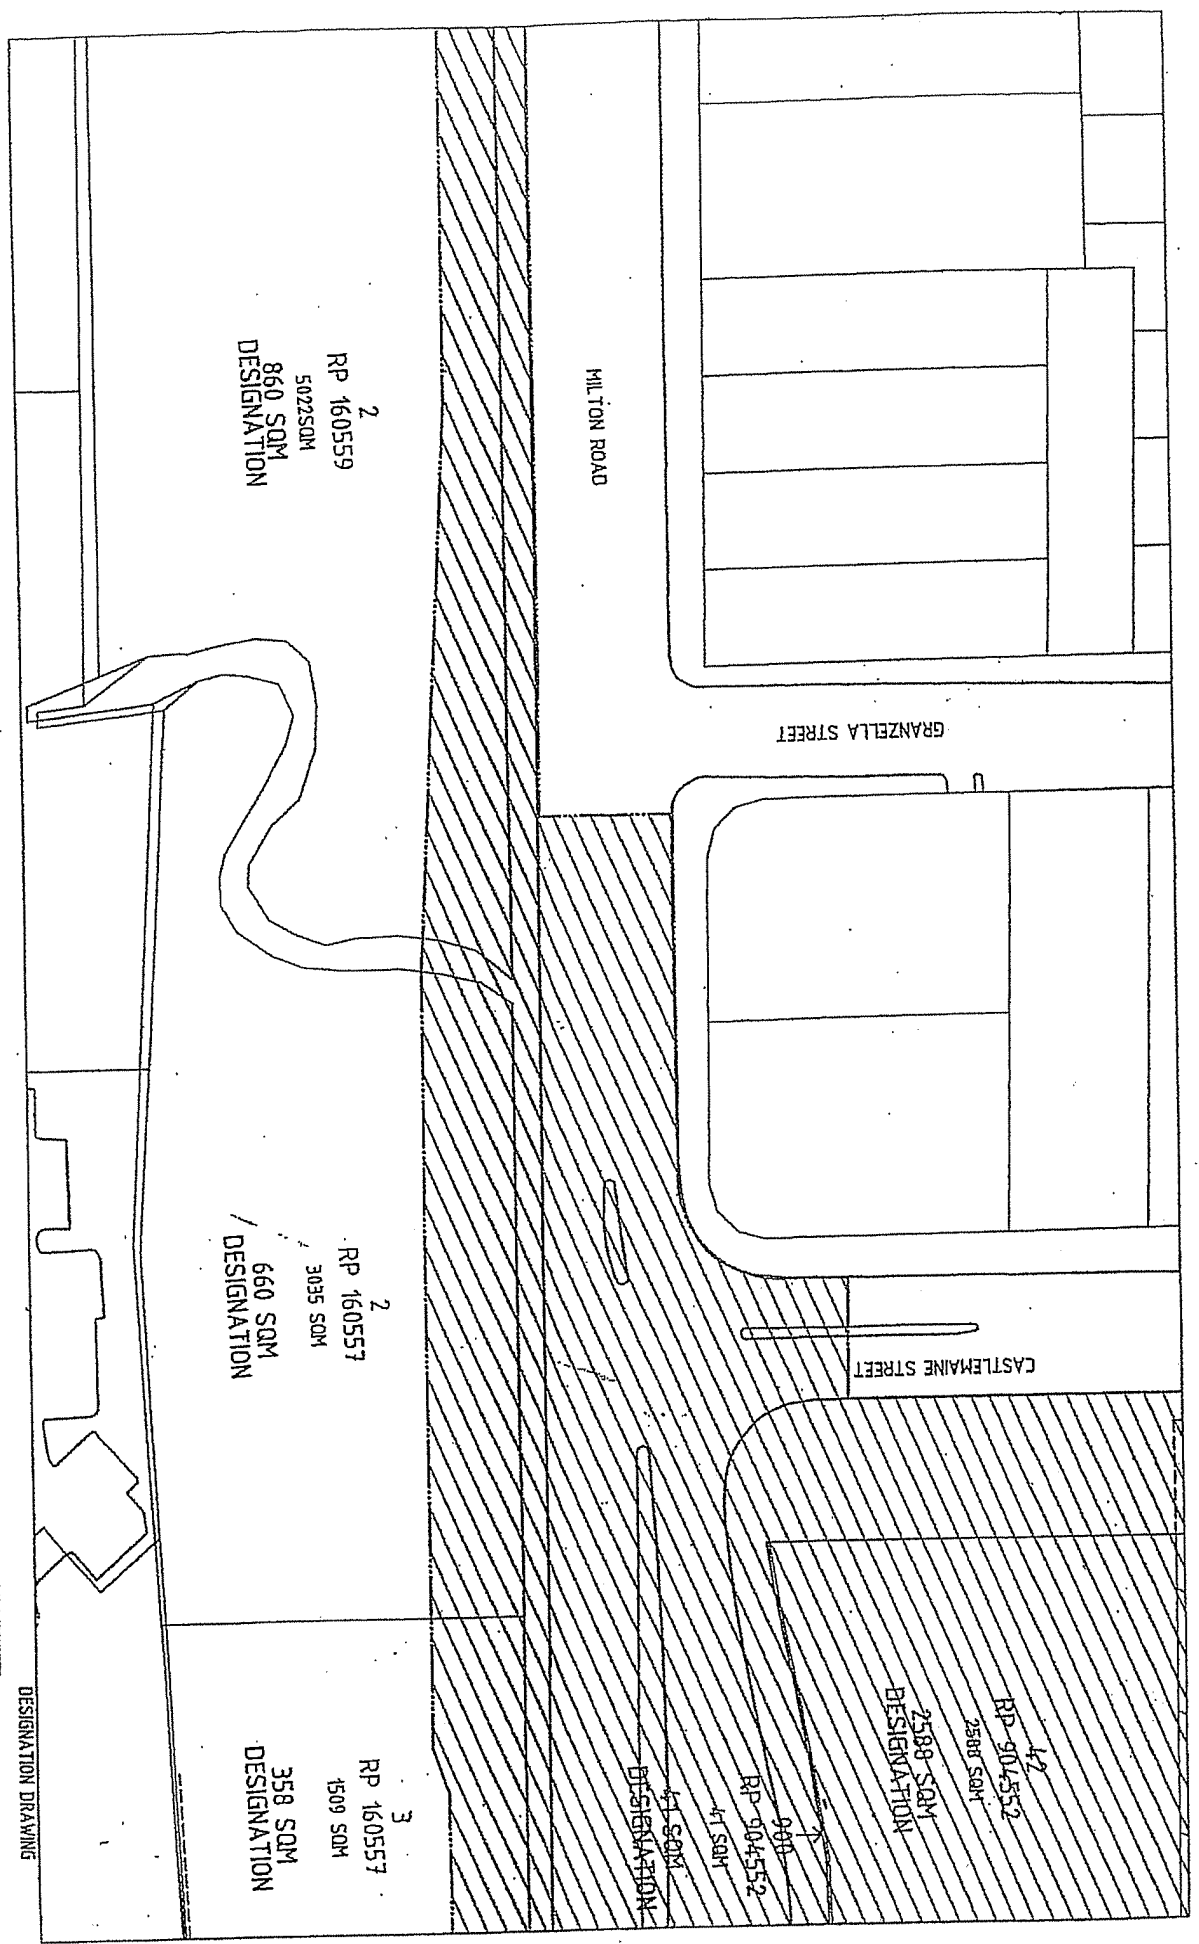 2
RP 160559
5022SQM
860 SQM
DESIGNATION
MILTON ROAD
GRANZELLA STREET
2
RP 160557
3035 SQM
660 SQM
DESIGNATION
CASTLEMAINE STREET
42
RP 904552
2588 SQM
2588 SQM
DESIGNATION
900
RP 904552
41 SQM
41 SQM
DESIGNATION
3
RP 160557
1509 SQM
358 SQM
DESIGNATION
DESIGNATION DRAWING